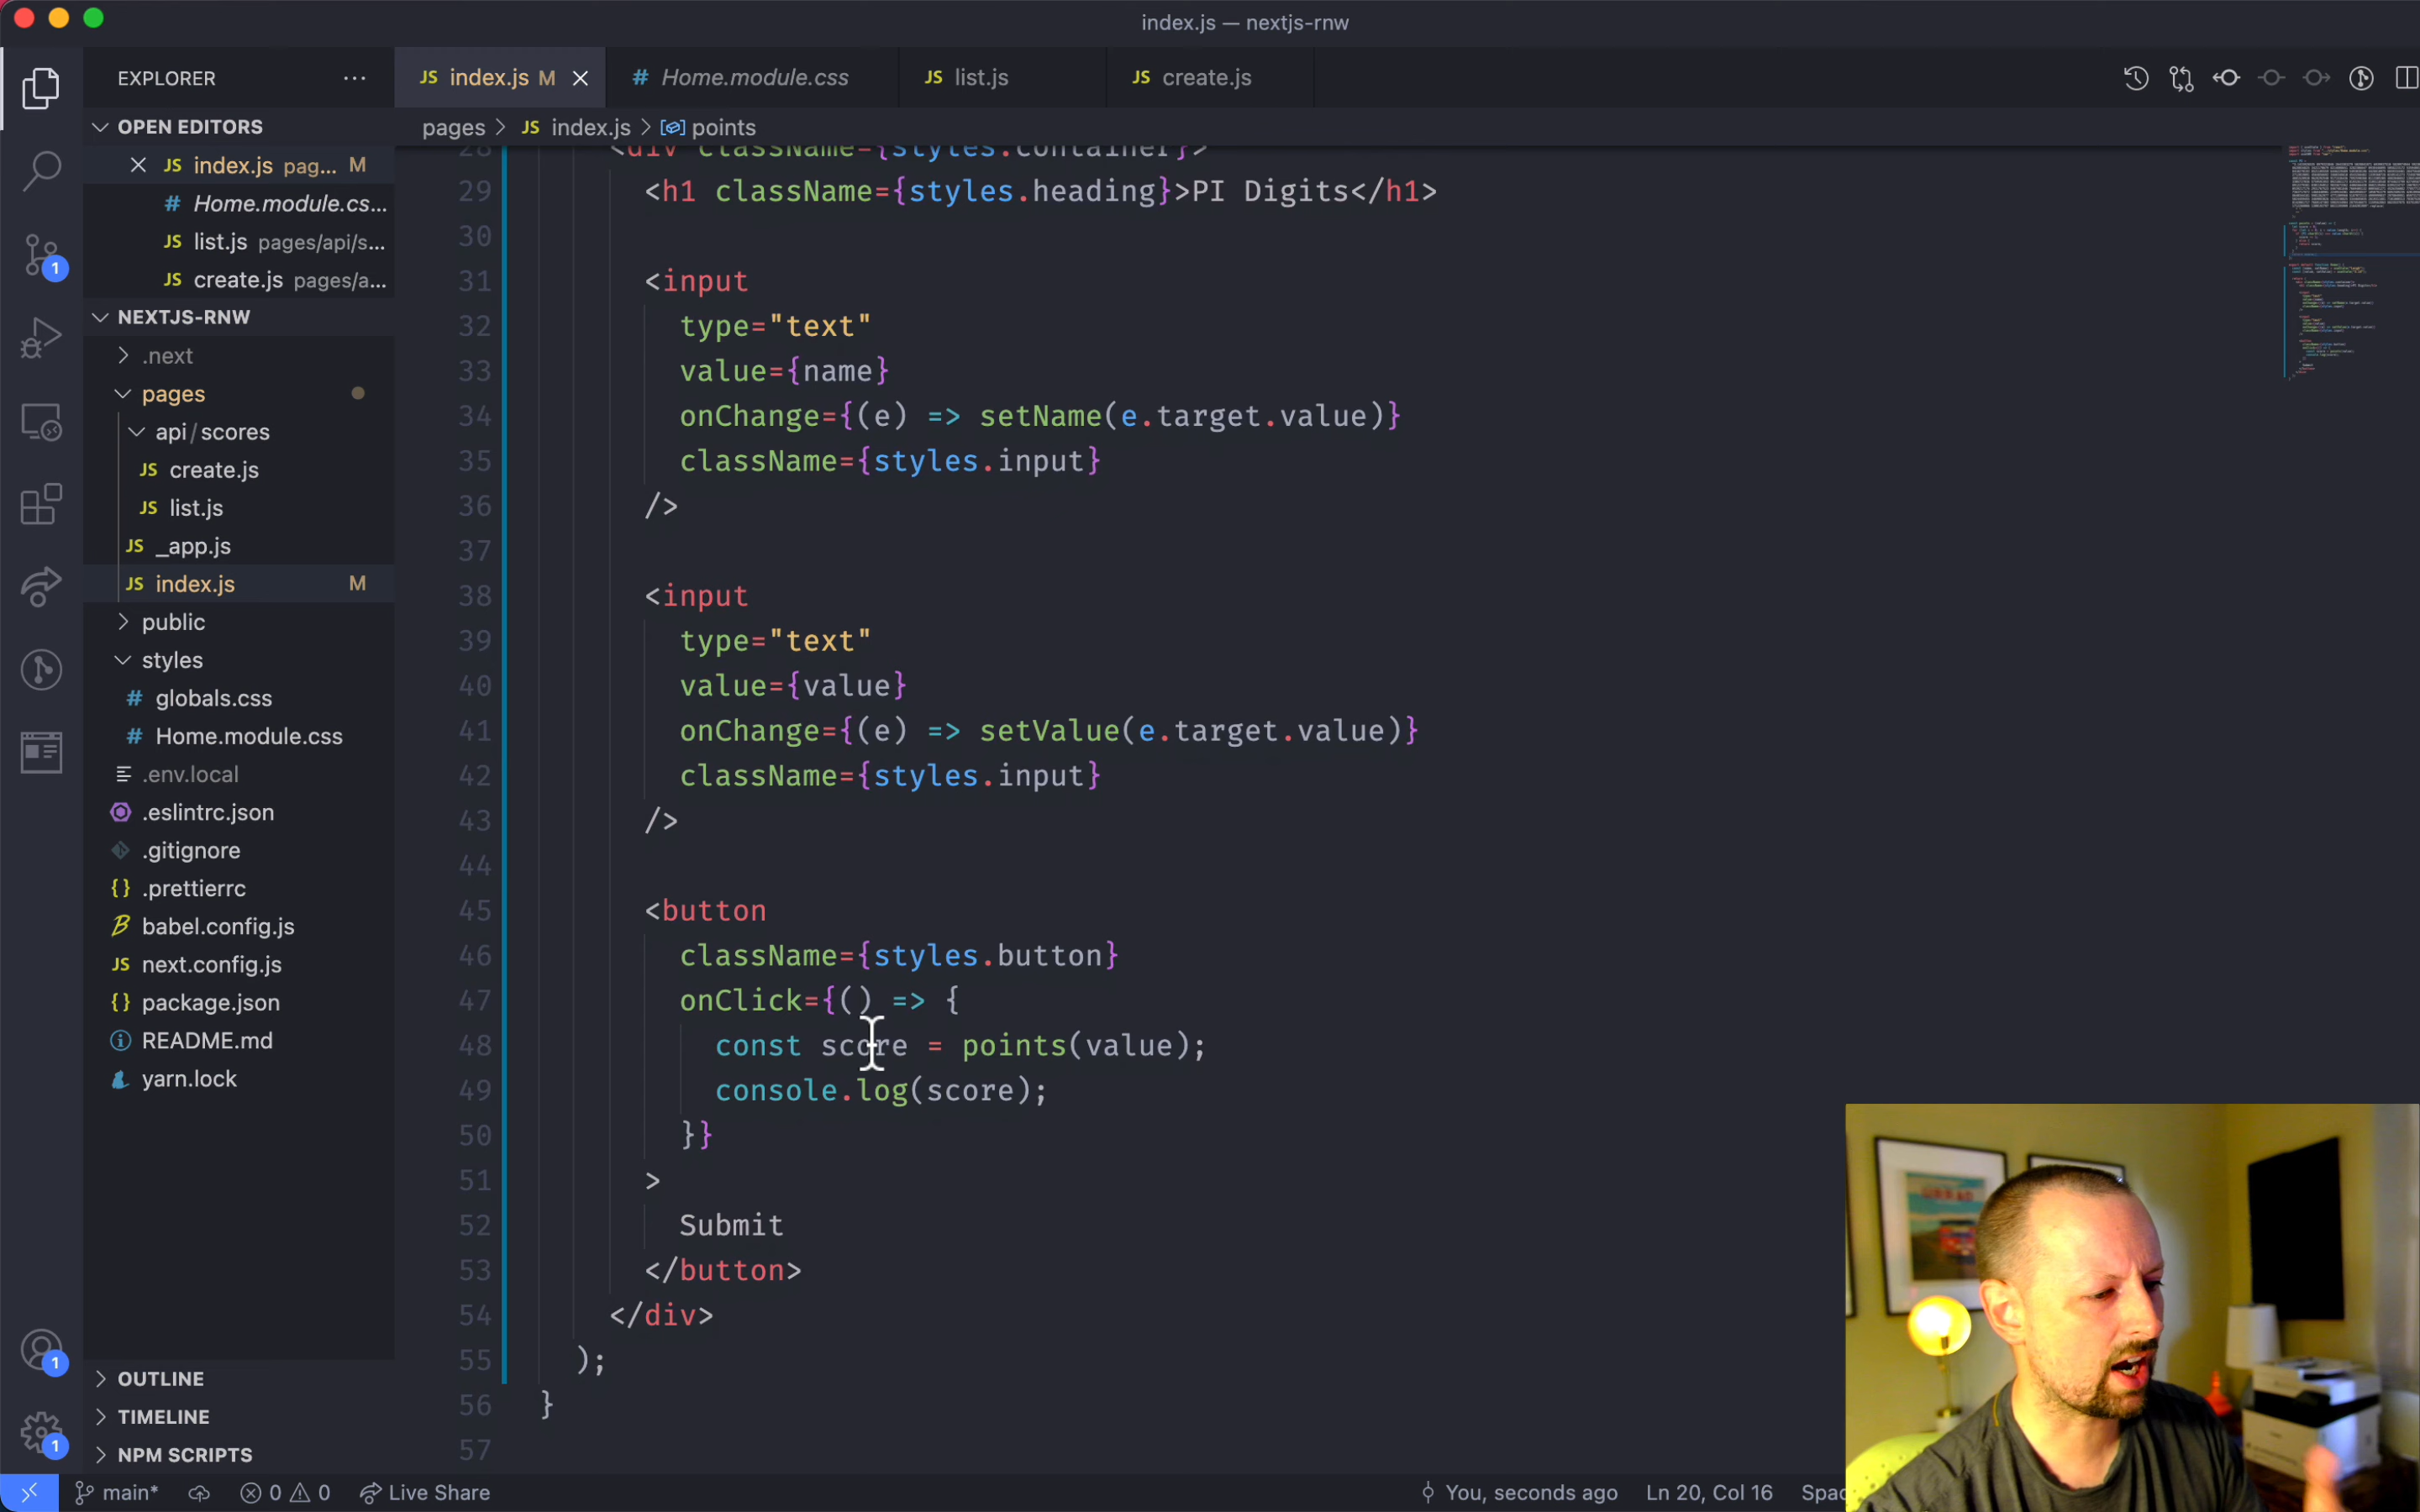 index.js — nextjs-rnw
EXPLORER ···
JS index.js M
# Home.module.css
JS list.js
JS create.js
OPEN EDITORS
JS index.js pag... M
# Home.module.cs...
JS list.js pages/api/s...
JS create.js pages/a...
NEXTJS-RNW
.next
pages
api/scores
JS create.js
JS list.js
JS _app.js
JS index.js M
public
styles
# globals.css
# Home.module.css
.env.local
.eslintrc.json
.gitignore
{} .prettierrc
babel.config.js
JS next.config.js
{} package.json
README.md
yarn.lock
OUTLINE
TIMELINE
NPM SCRIPTS
1
1
1
pages > JS index.js > points
28 <div className={styles.container}>
29 <h1 className={styles.heading}>PI Digits</h1>
30
31 <input
32 type="text"
33 value={name}
34 onChange={(e) => setName(e.target.value)}
35 className={styles.input}
36 />
37
38 <input
39 type="text"
40 value={value}
41 onChange={(e) => setValue(e.target.value)}
42 className={styles.input}
43 />
44
45 <button
46 className={styles.button}
47 onClick={() => {
48 const score = points(value);
49 console.log(score);
50 }}
51 >
52 Submit
53 </button>
54 </div>
55 );
56 }
57
main* 0 0 Live Share
You, seconds ago Ln 20, Col 16 Spac